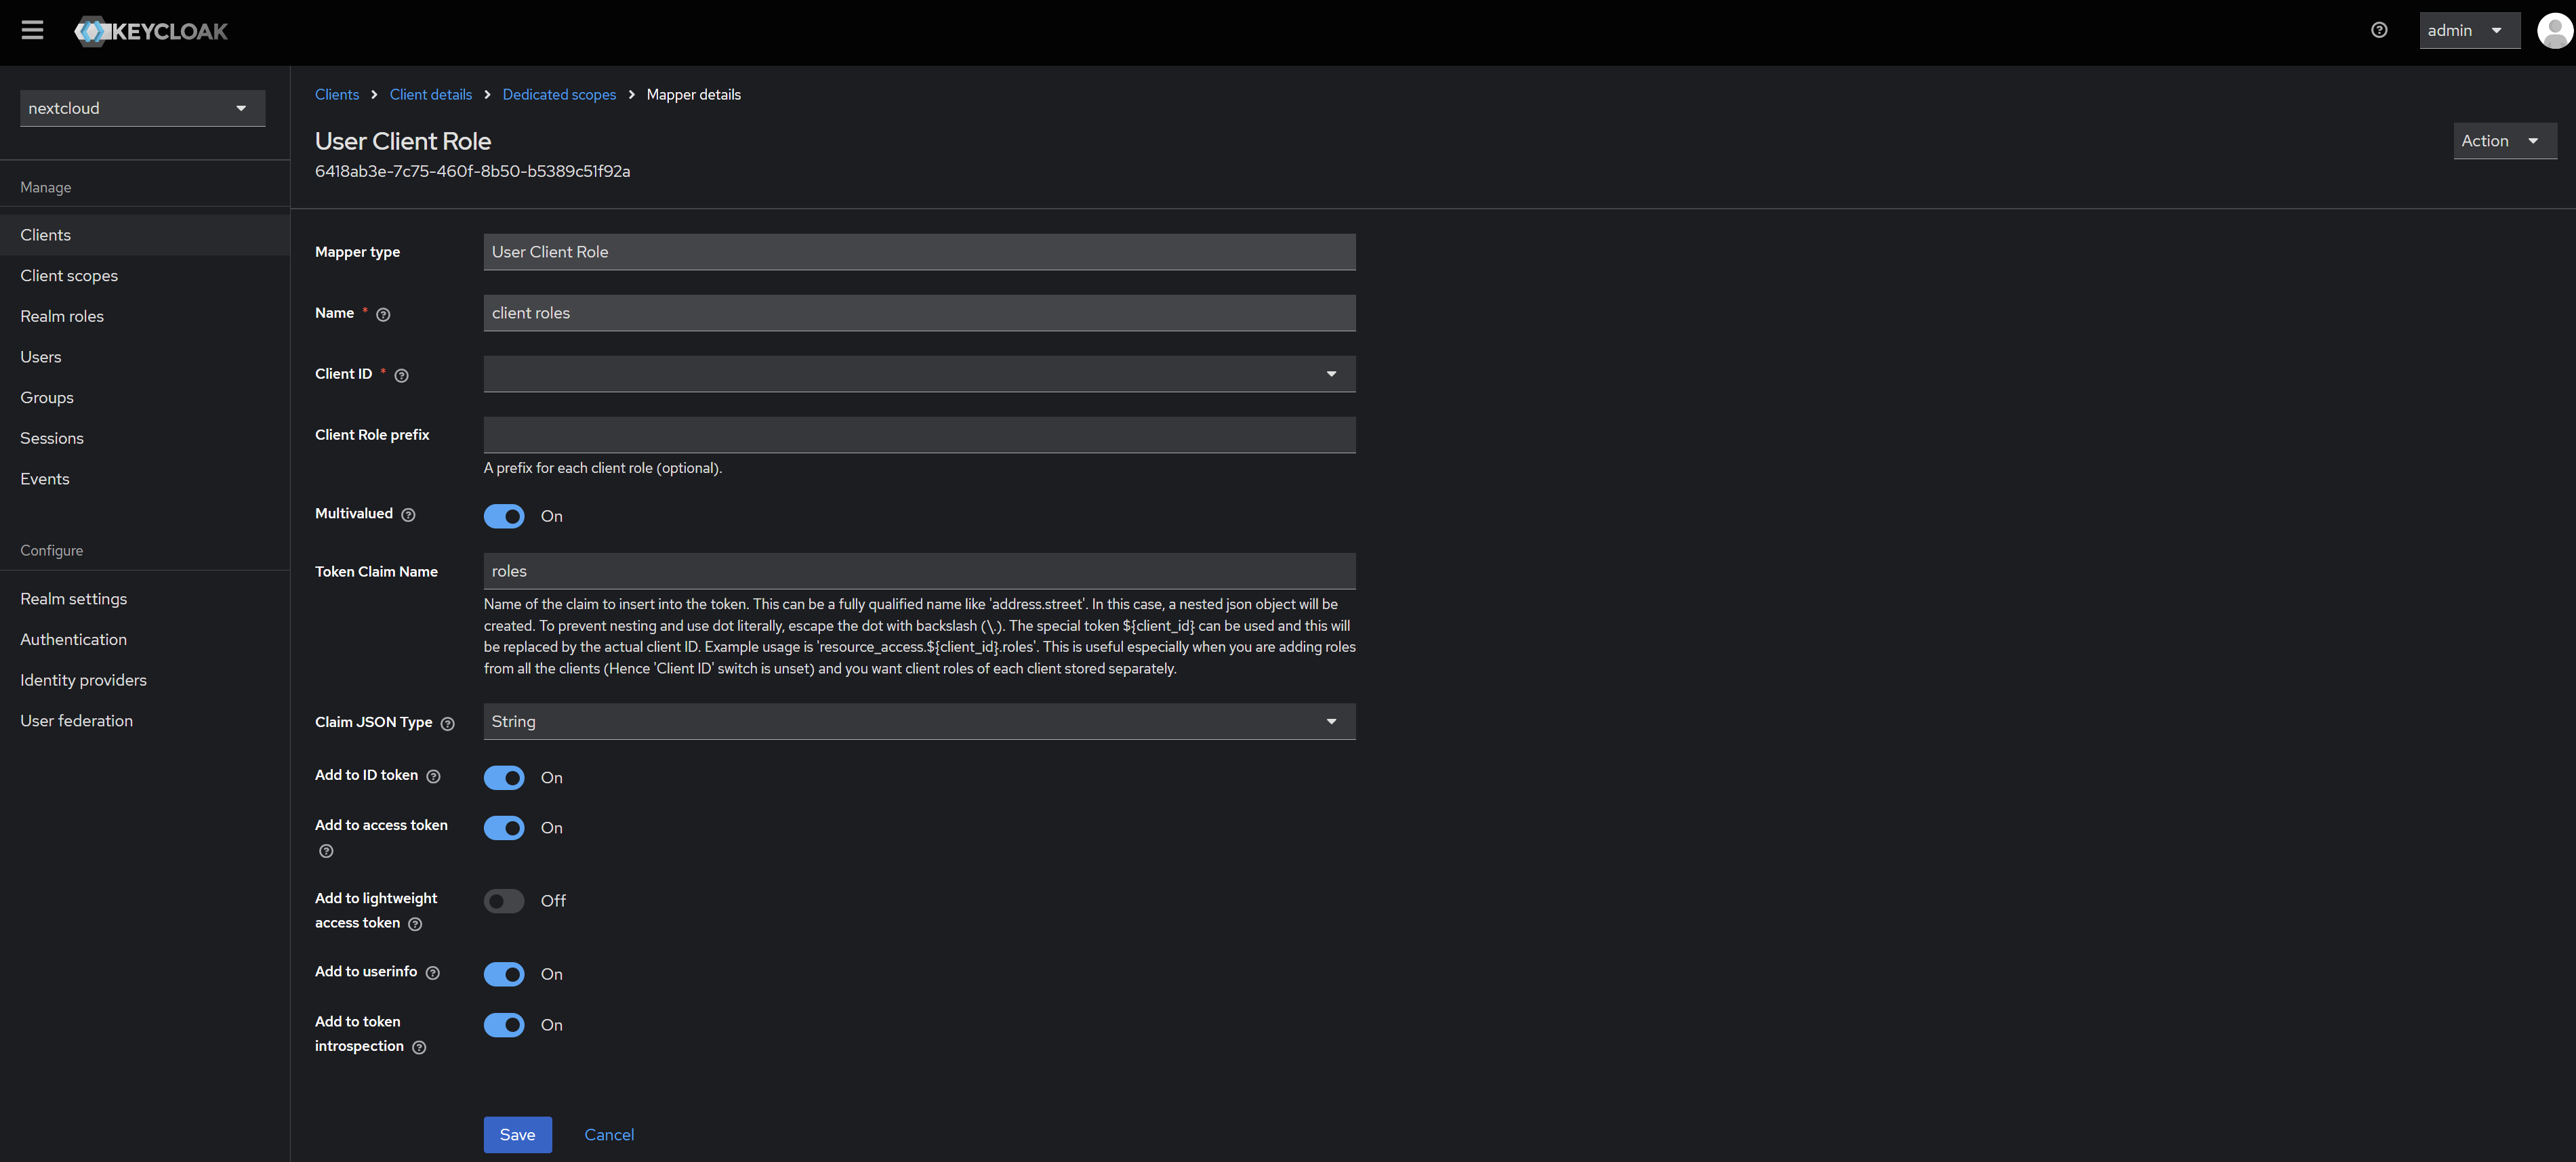 KEYCLOAK
admin
nextcloud
Manage
Clients
Client scopes
Realm roles
Users
Groups
Sessions
Events
Configure
Realm settings
Authentication
Identity providers
User federation
Clients > Client details > Dedicated scopes > Mapper details
User Client Role
6418ab3e-7c75-460f-8b50-b5389c51f92a
Action
Mapper type
User Client Role
Name *
client roles
Client ID *
Client Role prefix
A prefix for each client role (optional).
Multivalued
On
Token Claim Name
roles
Name of the claim to insert into the token. This can be a fully qualified name like 'address.street'. In this case, a nested json object will be
created. To prevent nesting and use dot literally, escape the dot with backslash (\.). The special token ${client_id} can be used and this will
be replaced by the actual client ID. Example usage is 'resource_access.${client_id}.roles'. This is useful especially when you are adding roles
from all the clients (Hence 'Client ID' switch is unset) and you want client roles of each client stored separately.
Claim JSON Type
String
Add to ID token
On
Add to access token
On
Add to lightweight
access token
Off
Add to userinfo
On
Add to token
introspection
On
Save
Cancel